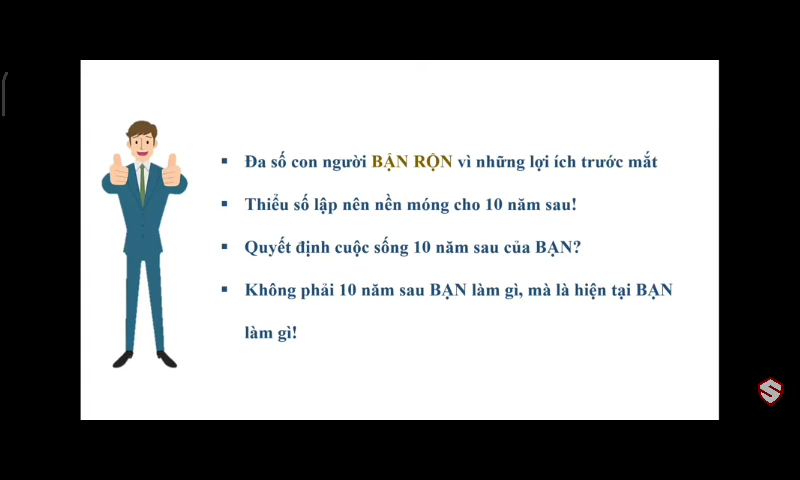 ▪ Đa số con người BẬN RỘN vì những lợi ích trước mắt
▪ Thiểu số lập nên nền móng cho 10 năm sau!
▪ Quyết định cuộc sống 10 năm sau của BẠN?
▪ Không phải 10 năm sau BẠN làm gì, mà là hiện tại BẠN
làm gì!